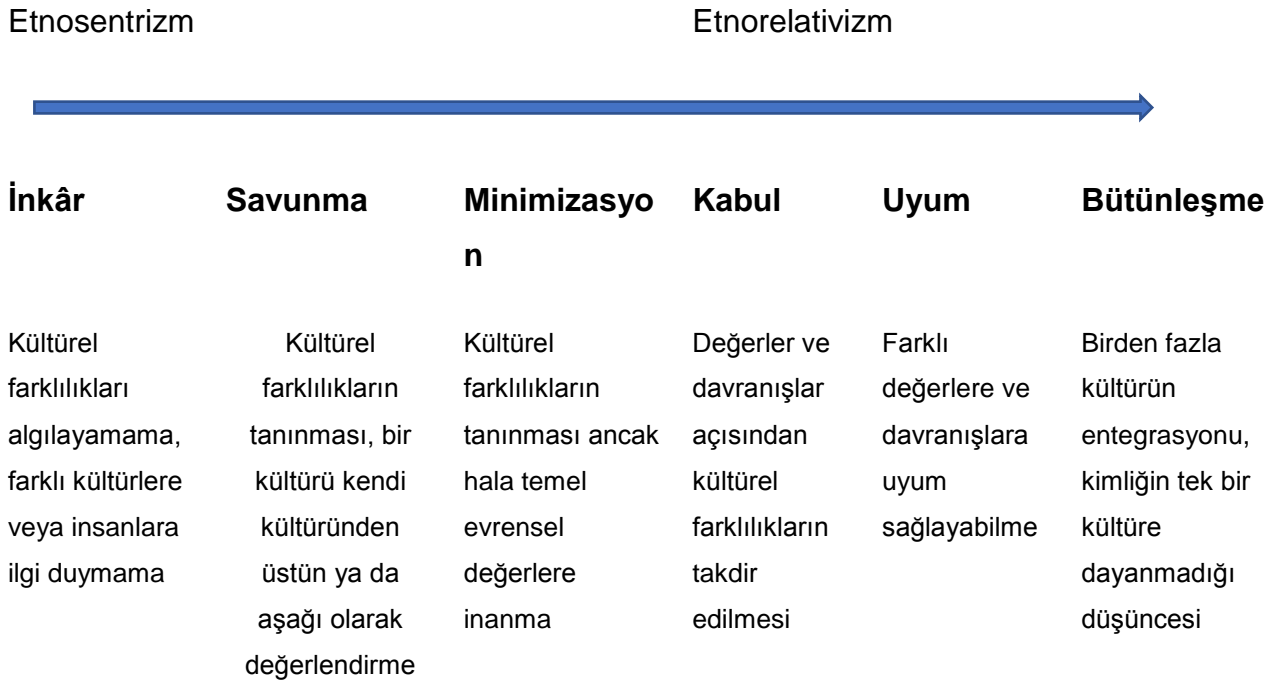 Etnosentrizm
Etnorelativizm
İnkâr
Savunma
Minimizasyo
n
Kabul
Uyum
Bütünleşme
Kültürel
farklılıkları
algılayamama,
farklı kültürlere
veya insanlara
ilgi duymama
Kültürel
farklılıkların
tanınması, bir
kültürü kendi
kültüründen
üstün ya da
aşağı olarak
değerlendirme
Kültürel
farklılıkların
tanınması ancak
hala temel
evrensel
değerlere
inanma
Değerler ve
davranışlar
açısından
kültürel
farklılıkların
takdir
edilmesi
Farklı
değerlere ve
davranışlara
uyum
sağlayabilme
Birden fazla
kültürün
entegrasyonu,
kimliğin tek bir
kültüre
dayanmadığı
düşüncesi